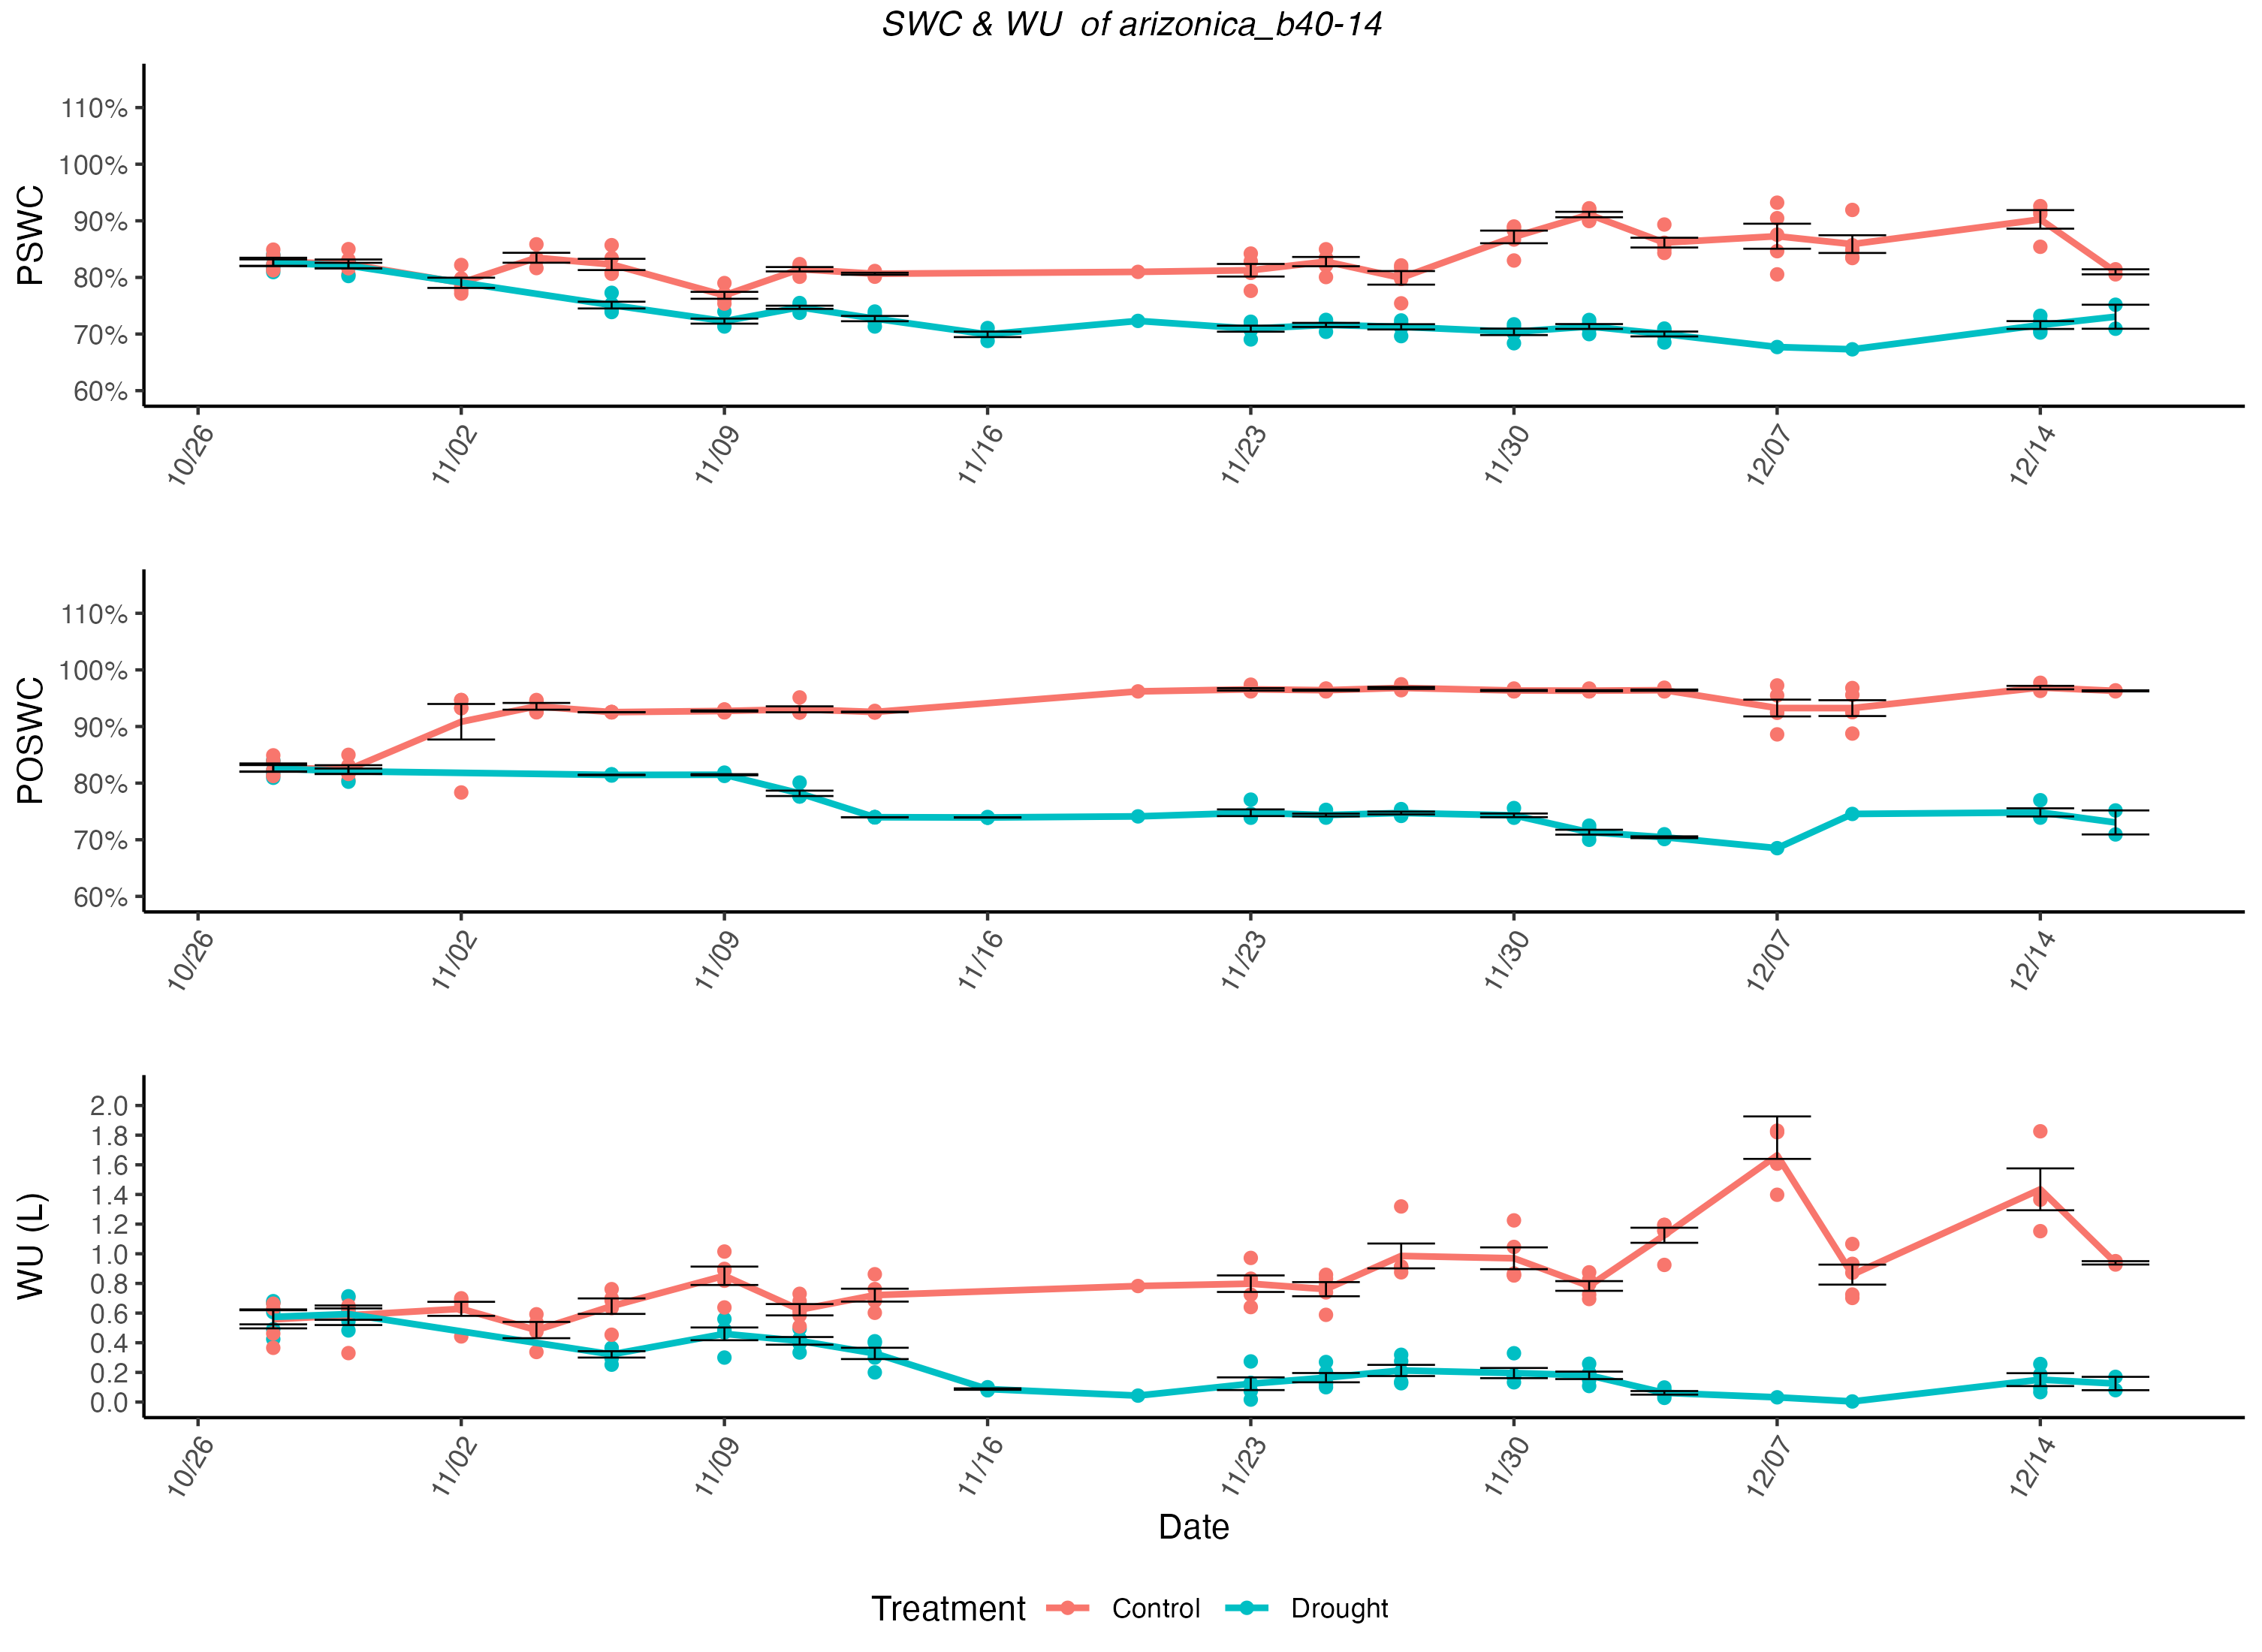 SWC & WU of arizonica_b40-14
PSWC
110%
100%
90%
80%
70%
60%
10/26 11/02 11/09 11/16 11/23 11/30 12/07 12/14
POSWC
110%
100%
90%
80%
70%
60%
10/26 11/02 11/09 11/16 11/23 11/30 12/07 12/14
WU (L)
2.0
1.8
1.6
1.4
1.2
1.0
0.8
0.6
0.4
0.2
0.0
10/26 11/02 11/09 11/16 11/23 11/30 12/07 12/14
Date
Treatment Control Drought